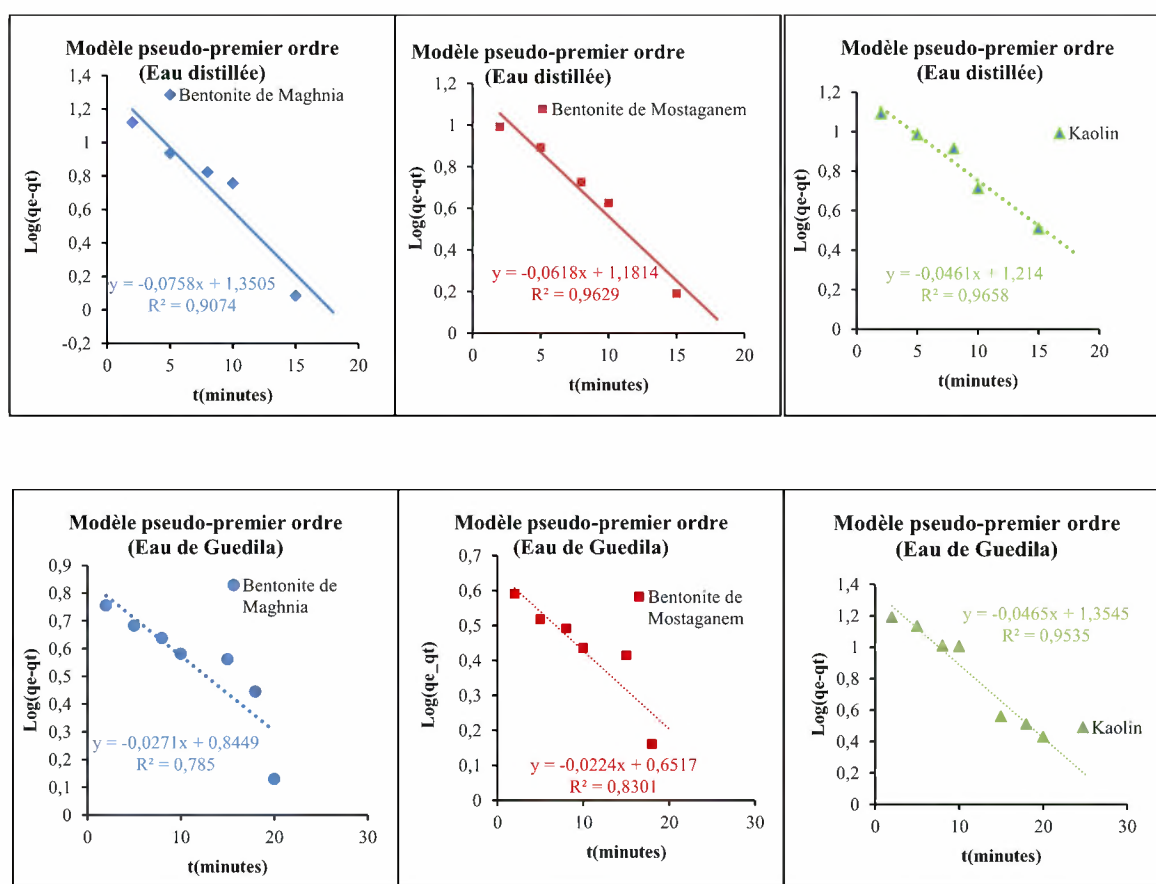 Modèle pseudo-premier ordre
(Eau distillée)
1,4
1,2
1
0,8
0,6
0,4
0,2
0
-0,2
0
5
10
15
20
Bentonite de Maghnia
y = -0,0758x + 1,3505
R² = 0,9074
Log(qe-qt)
t(minutes)
Modèle pseudo-premier ordre
(Eau distillée)
1,2
1
0,8
0,6
0,4
0,2
0
0
5
10
15
20
Bentonite de Mostaganem
y = -0,0618x + 1,1814
R² = 0,9629
Log(qe-qt)
t(minutes)
Modèle pseudo-premier ordre
(Eau distillée)
1,2
1
0,8
0,6
0,4
0,2
0
0
5
10
15
20
Kaolin
y = -0,0461x + 1,214
R² = 0,9658
Log(qe-qt)
t(minutes)
Modèle pseudo-premier ordre
(Eau de Guedila)
0,9
0,8
0,7
0,6
0,5
0,4
0,3
0,2
0,1
0
0
10
20
30
Bentonite de
Maghnia
y = -0,0271x + 0,8449
R² = 0,785
Log(qe-qt)
t(minutes)
Modèle pseudo-premier ordre
(Eau de Guedila)
0,7
0,6
0,5
0,4
0,3
0,2
0,1
0
0
10
20
30
Bentonite de
Mostaganem
y = -0,0224x + 0,6517
R² = 0,8301
Log(qe_qt)
t(minutes)
Modèle pseudo-premier ordre
(Eau de Guedila)
1,4
1,2
1
0,8
0,6
0,4
0,2
0
0
10
20
30
y = -0,0465x + 1,3545
R² = 0,9535
Kaolin
Log(qe-qt)
t(minutes)